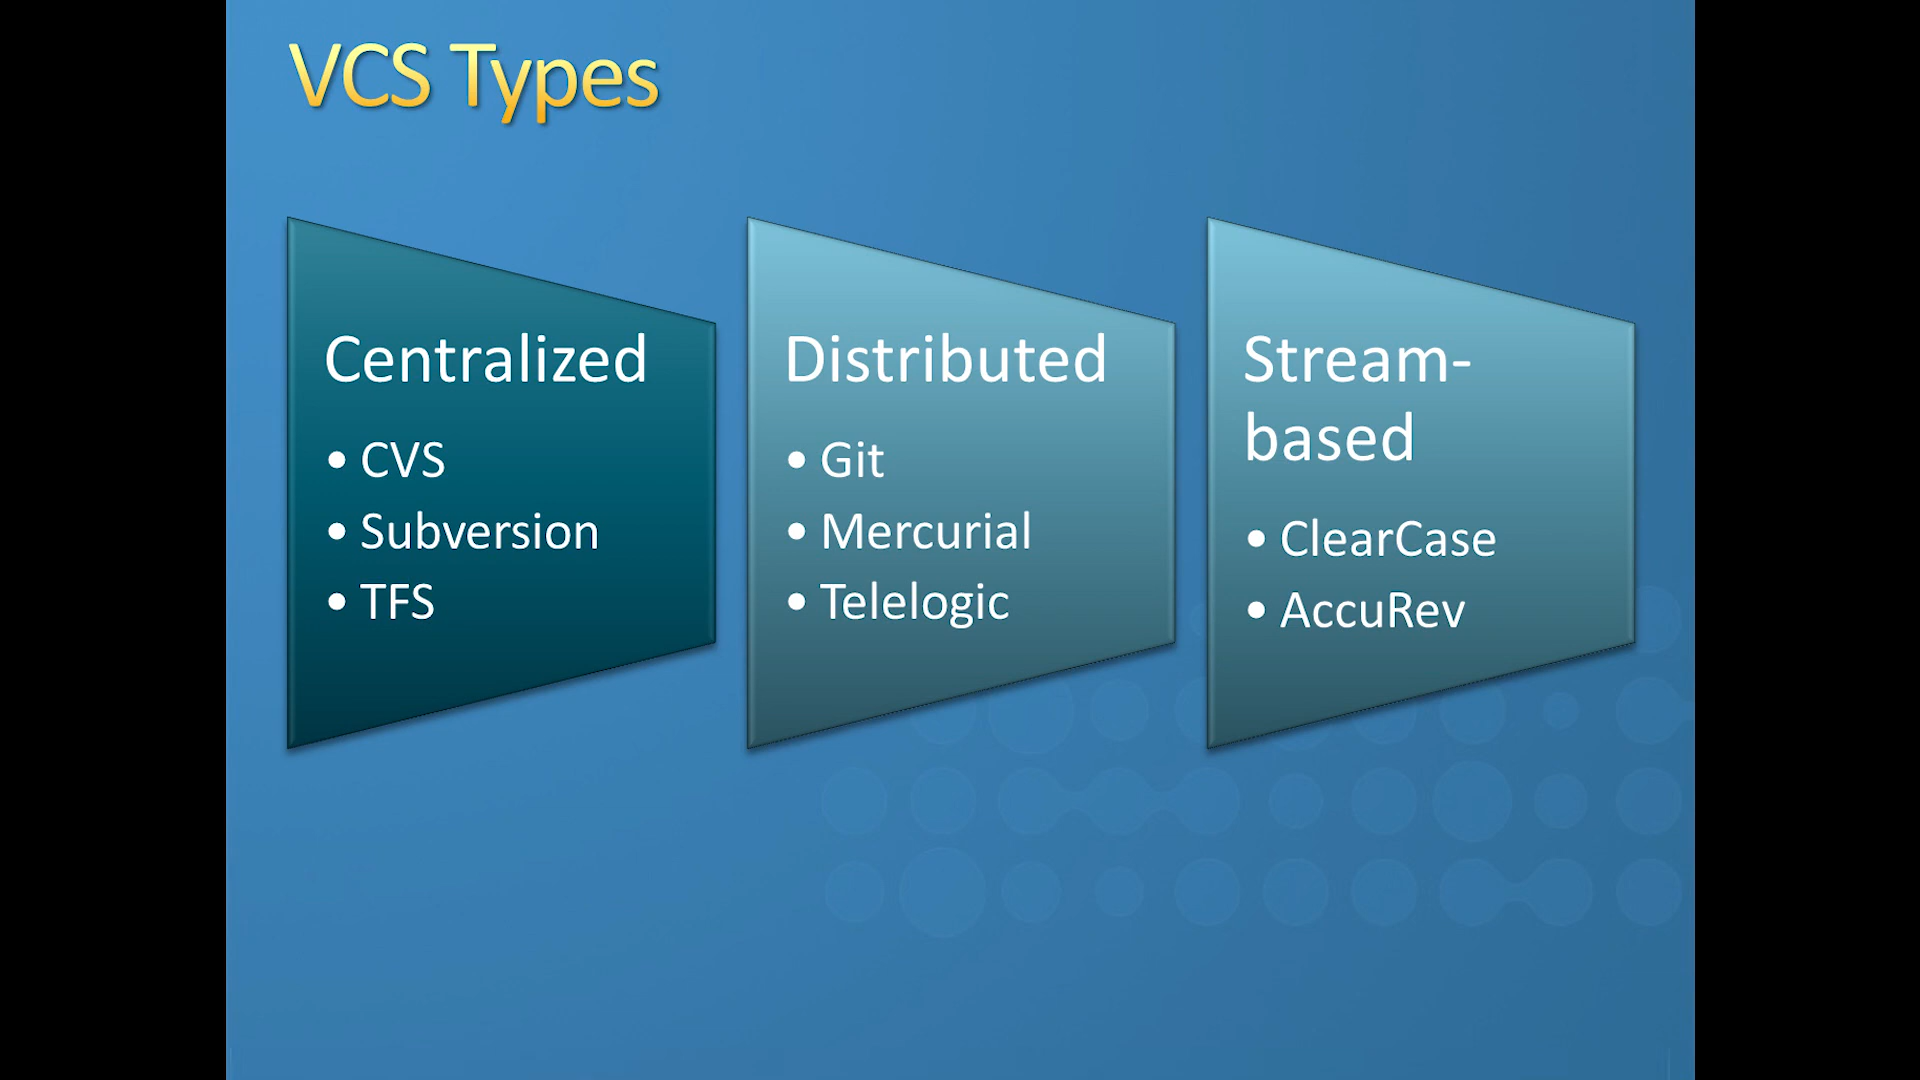 VCS Types
Centralized
• CVS
• Subversion
• TFS
Distributed
• Git
• Mercurial
• Telelogic
Stream-
based
• ClearCase
• AccuRev